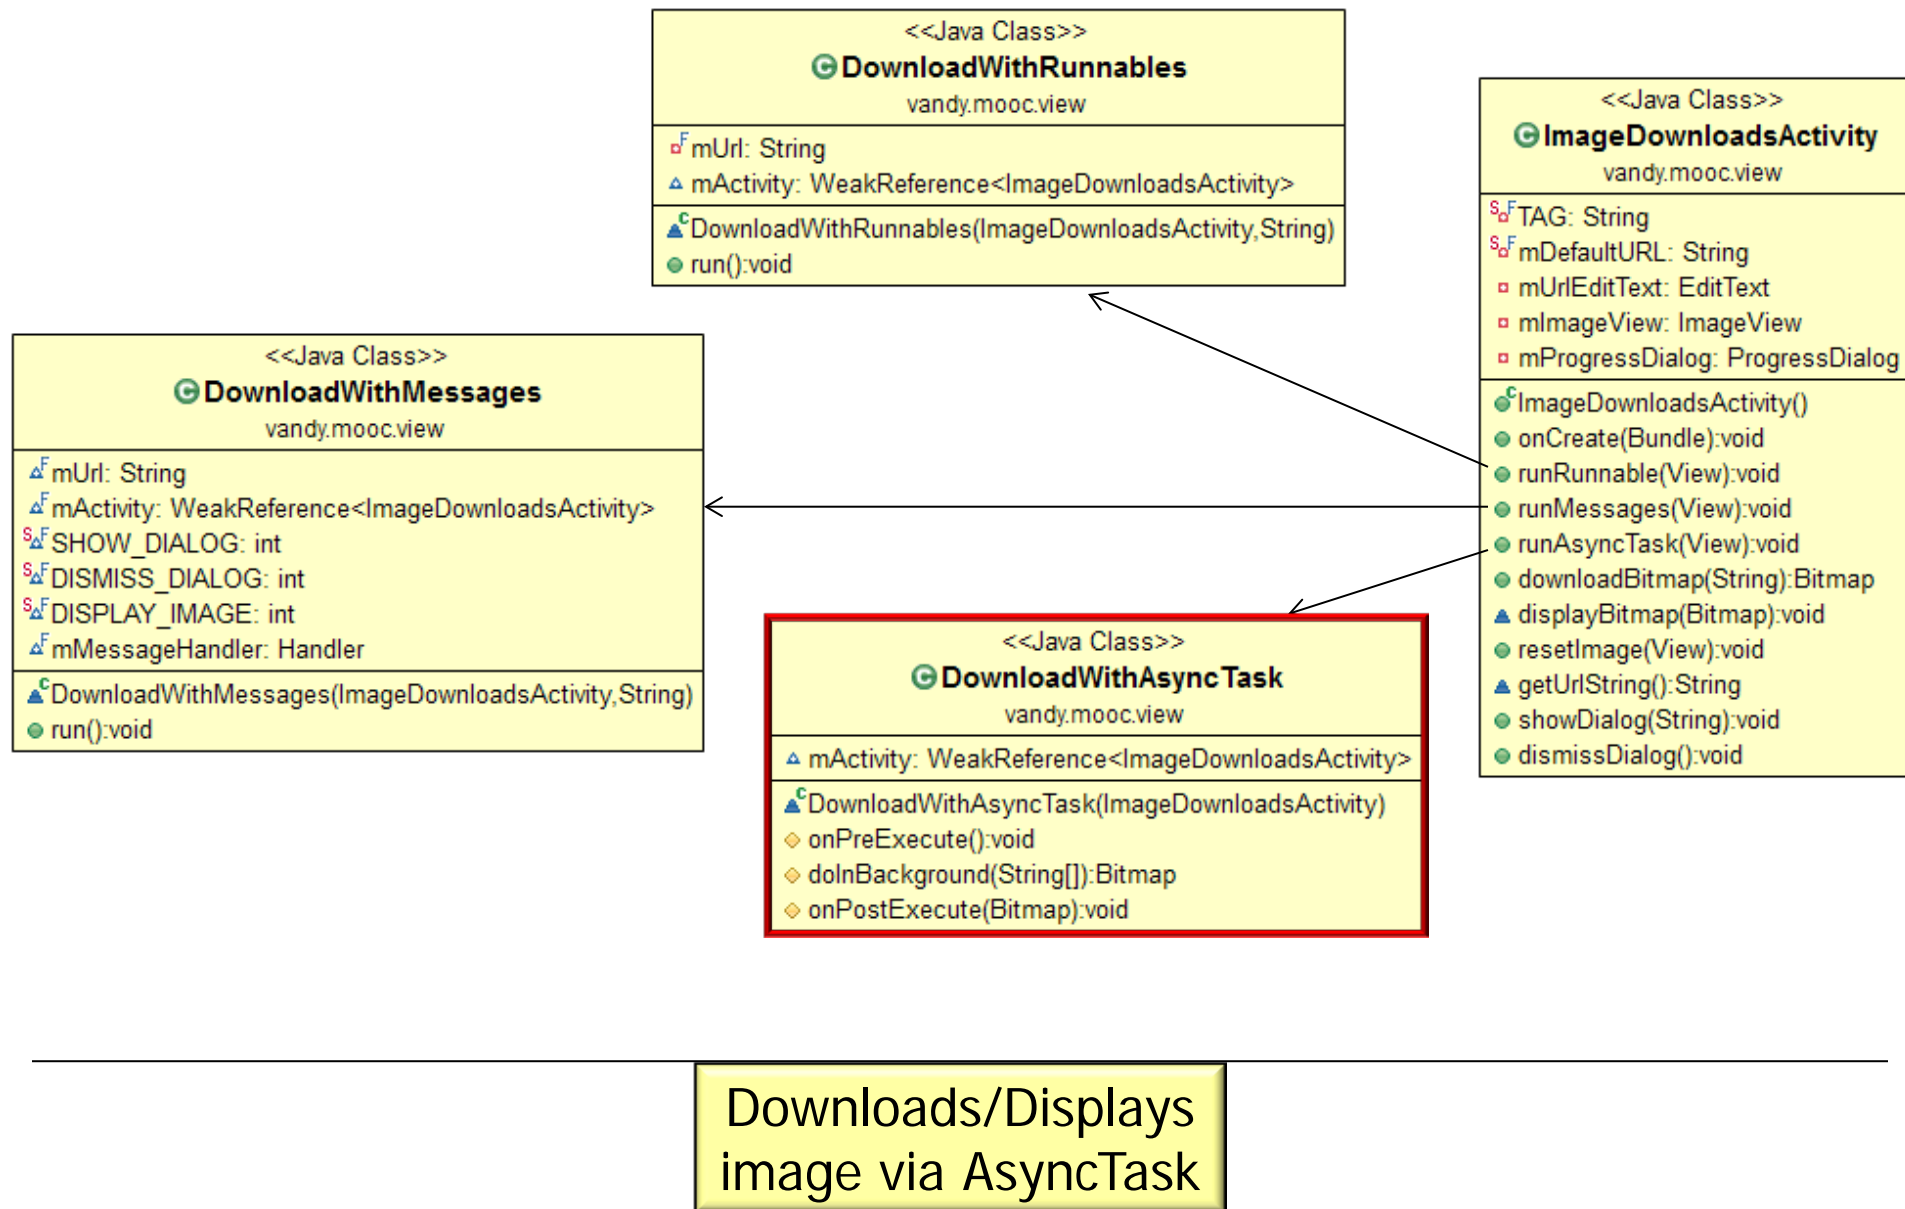 <<Java Class>>
DownloadWithRunnables
vandy.mooc.view
mUrl: String
mActivity: WeakReference<ImageDownloadsActivity>
DownloadWithRunnables(ImageDownloadsActivity,String)
run():void
<<Java Class>>
ImageDownloadsActivity
vandy.mooc.view
TAG: String
mDefaultURL: String
mUrlEditText: EditText
mImageView: ImageView
mProgressDialog: ProgressDialog
ImageDownloadsActivity()
onCreate(Bundle):void
runRunnable(View):void
runMessages(View):void
runAsyncTask(View):void
downloadBitmap(String):Bitmap
displayBitmap(Bitmap):void
resetImage(View):void
getUrlString():String
showDialog(String):void
dismissDialog():void
<<Java Class>>
DownloadWithMessages
vandy.mooc.view
mUrl: String
mActivity: WeakReference<ImageDownloadsActivity>
SHOW_DIALOG: int
DISMISS_DIALOG: int
DISPLAY_IMAGE: int
mMessageHandler: Handler
DownloadWithMessages(ImageDownloadsActivity,String)
run():void
<<Java Class>>
DownloadWithAsyncTask
vandy.mooc.view
mActivity: WeakReference<ImageDownloadsActivity>
DownloadWithAsyncTask(ImageDownloadsActivity)
onPreExecute():void
doInBackground(String[]):Bitmap
onPostExecute(Bitmap):void
Downloads/Displays
image via AsyncTask